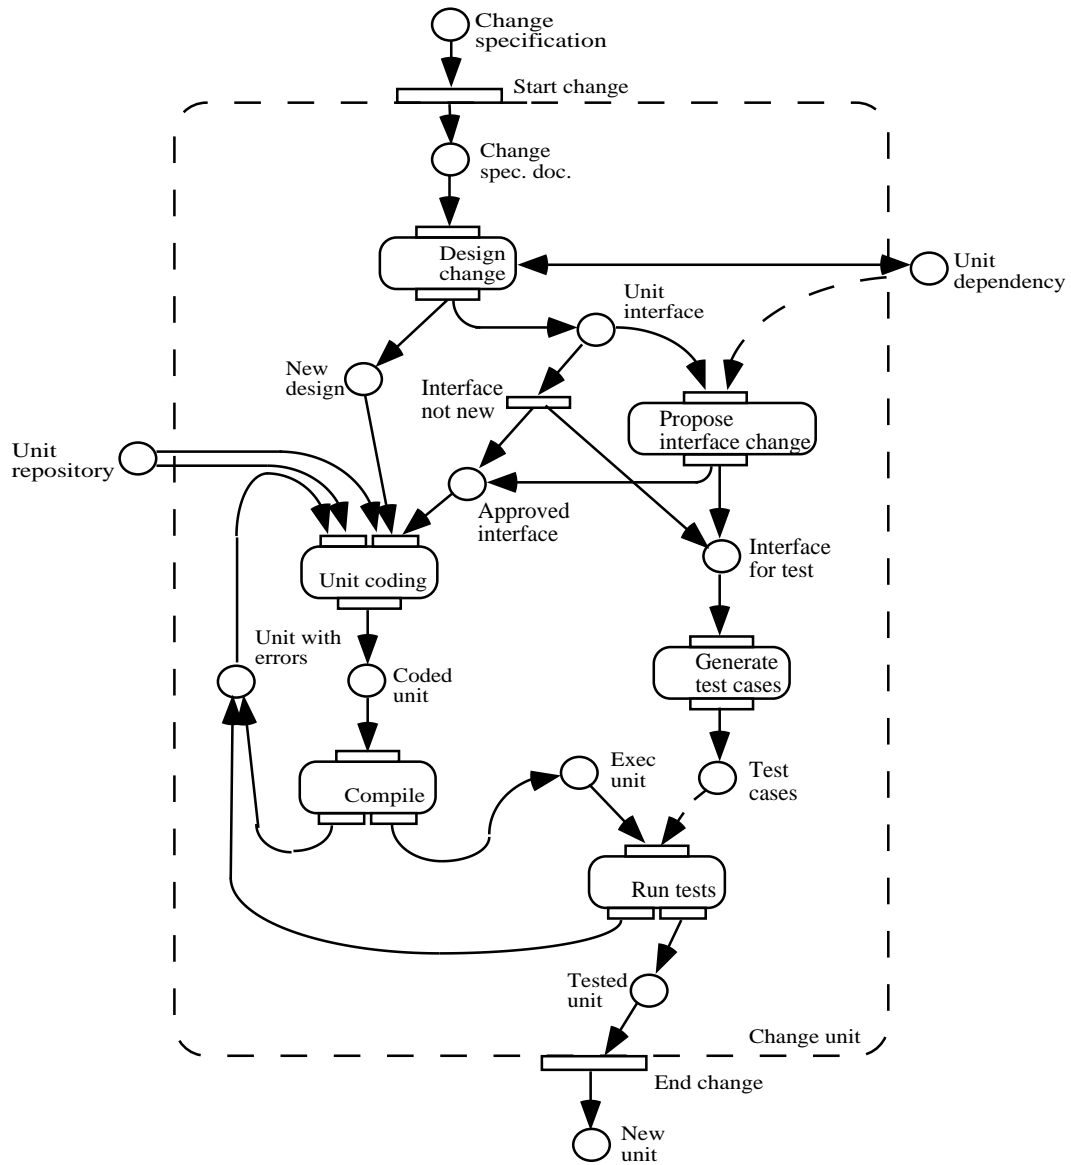 Change
specification
Start change
Change
spec. doc.
Design
change
Unit
dependency
Unit
interface
New
design
Interface
not new
Propose
interface change
Unit
repository
Approved
interface
Interface
for test
Unit coding
Unit with
errors
Coded
unit
Generate
test cases
Exec
unit
Test
cases
Compile
Run tests
Tested
unit
Change unit
End change
New
unit